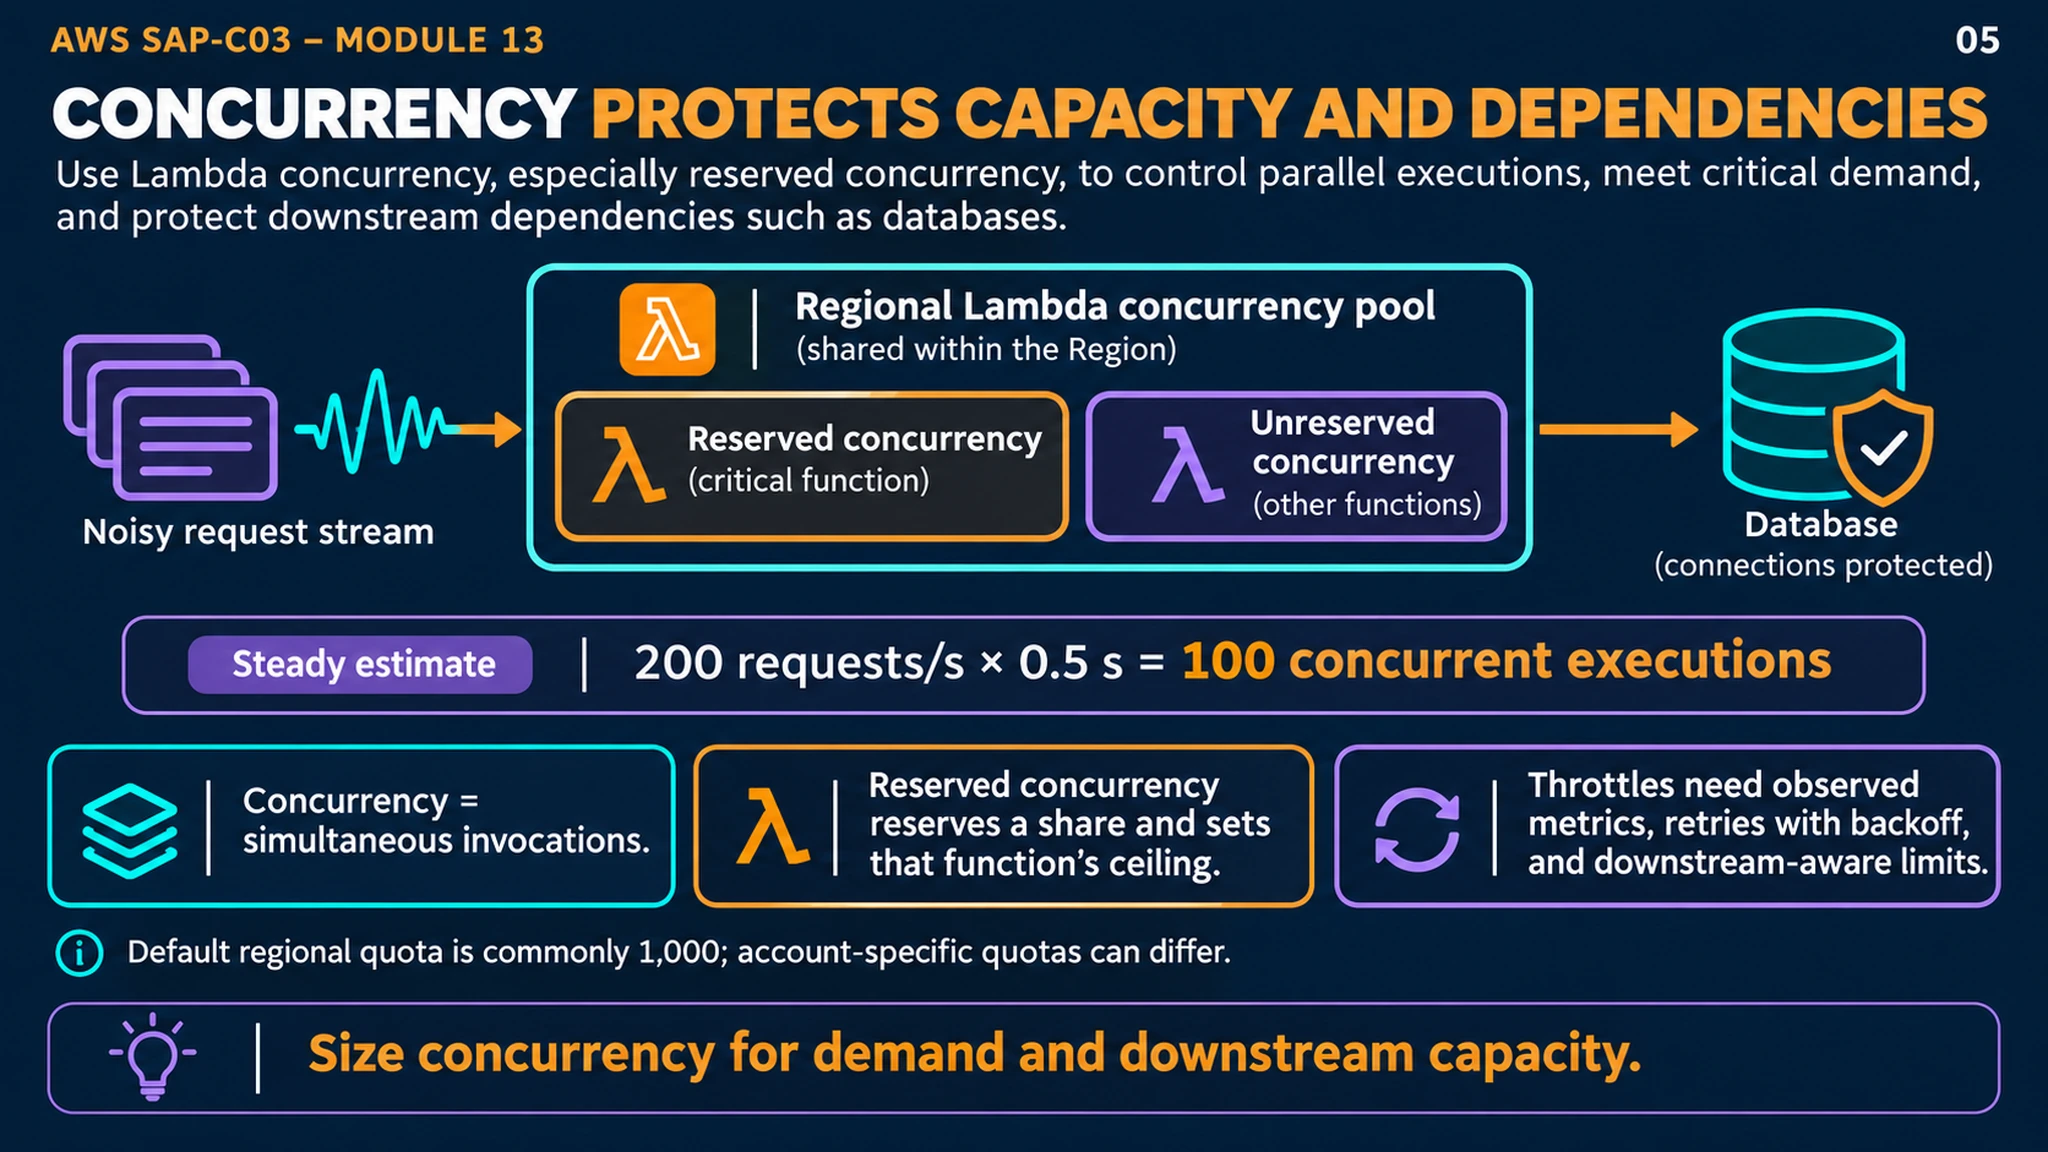 AWS SAP-C03 – MODULE 13
05
CONCURRENCY PROTECTS CAPACITY AND DEPENDENCIES
Use Lambda concurrency, especially reserved concurrency, to control parallel executions, meet critical demand,
and protect downstream dependencies such as databases.
Noisy request stream
Regional Lambda concurrency pool
(shared within the Region)
Reserved concurrency
(critical function)
Unreserved
concurrency
(other functions)
Database
(connections protected)
Steady estimate
200 requests/s × 0.5 s = 100 concurrent executions
Concurrency =
simultaneous invocations.
Reserved concurrency
reserves a share and sets
that function’s ceiling.
Throttles need observed
metrics, retries with backoff,
and downstream-aware limits.
Default regional quota is commonly 1,000; account-specific quotas can differ.
Size concurrency for demand and downstream capacity.